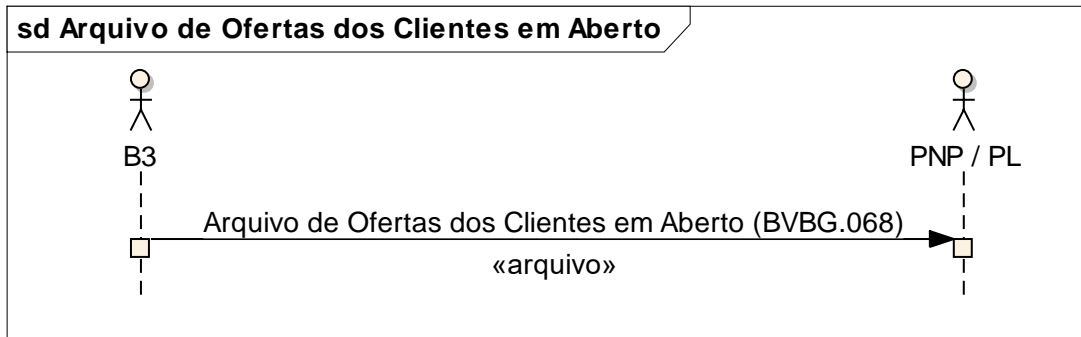 sd Arquivo de Ofertas dos Clientes em Aberto
B3
PNP / PL
Arquivo de Ofertas dos Clientes em Aberto (BVBG.068)
«arquivo»